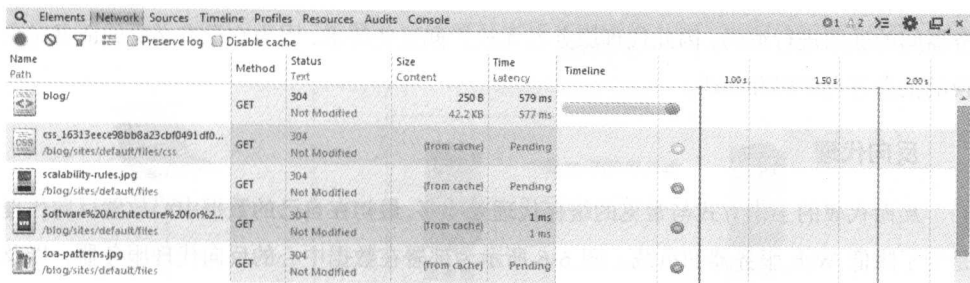 Elements Network Sources Timeline Profiles Resources Audits Console 1 2
Preserve log Disable cache
Name Method Status Size Time Timeline
Path Text Content Latency
1.00 s 1.50 s 2.00 s
blog/ GET 304 250 B 579 ms
Not Modified 42.2 KB 577 ms
css_16313eece98bb8a23cbf0491df0... GET 304 (from cache) Pending
/blog/sites/default/files/css Not Modified
scalability-rules.jpg GET 304 (from cache) Pending
/blog/sites/default/files Not Modified
Software%20Architecture%20for%2... GET 304 (from cache) 1 ms
/blog/sites/default/files Not Modified 1 ms
soa-patterns.jpg GET 304 (from cache) Pending
/blog/sites/default/files Not Modified